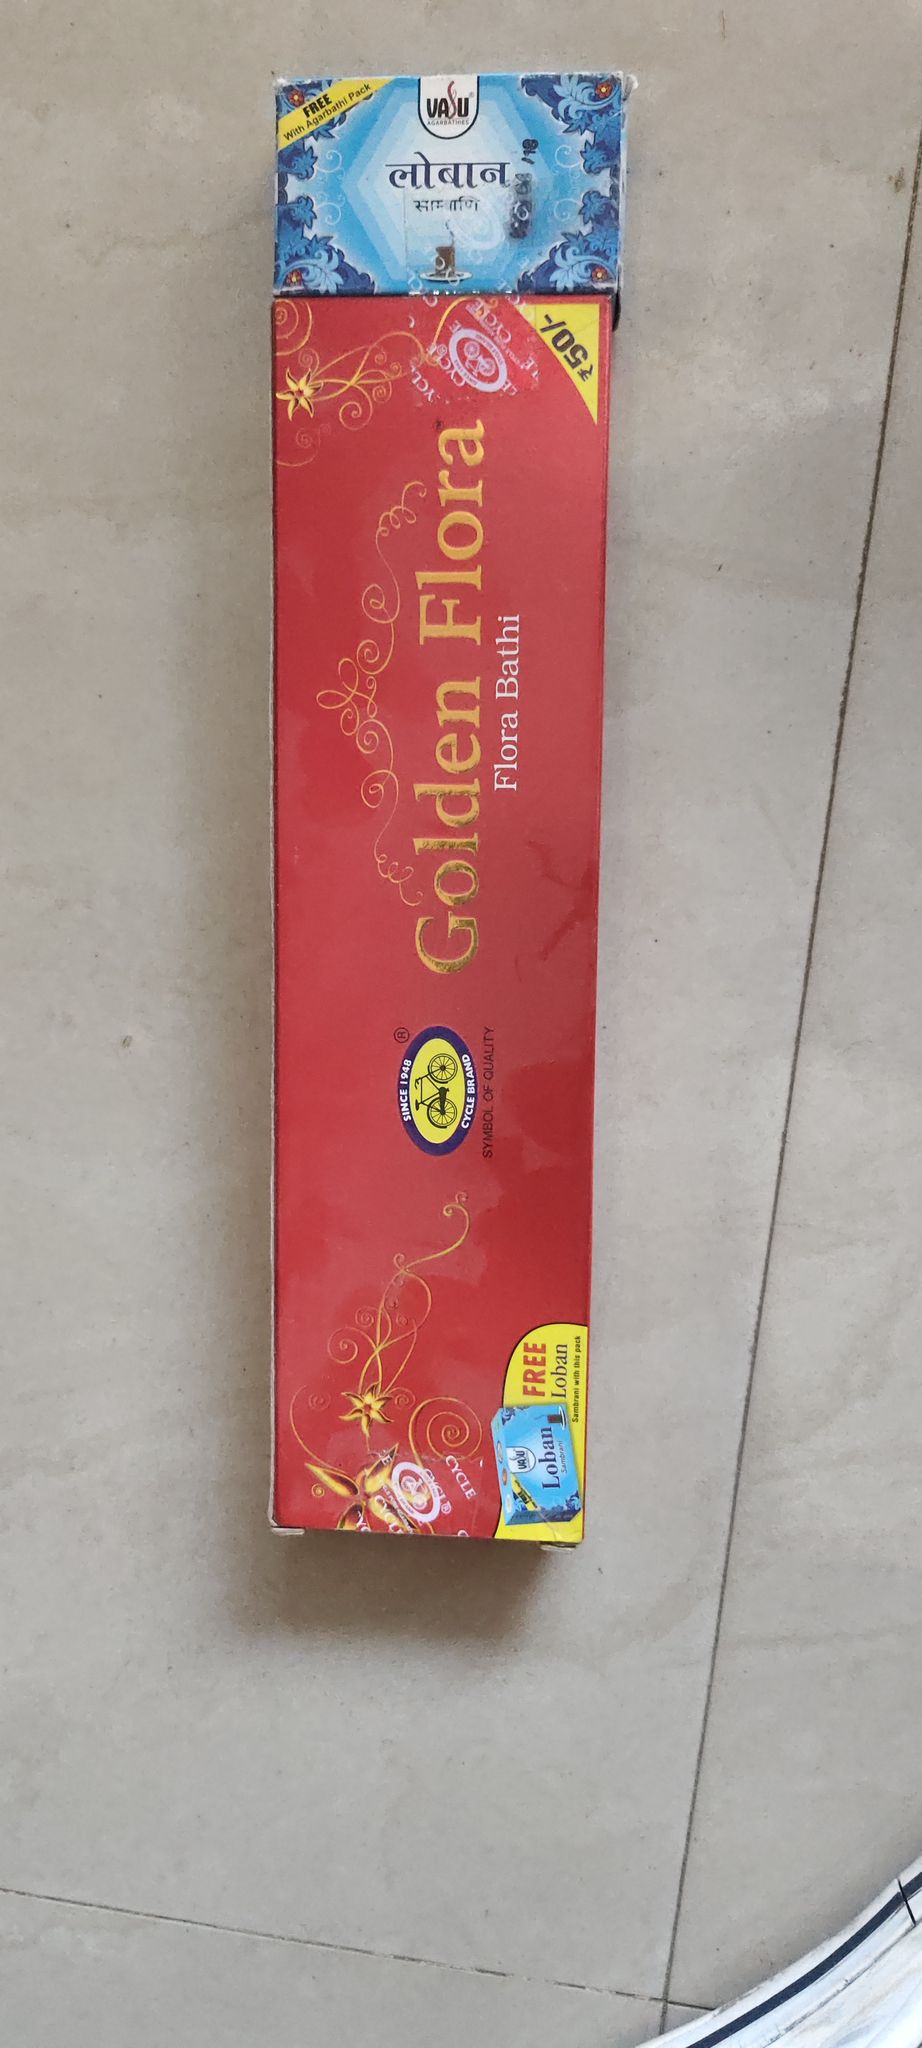 FREE
With Agarbathi Pack
VASU®
AGARBATHIES
लोबान
साम्राणि
₹50/-
Golden Flora
Flora Bathi
®
SINCE 1948
CYCLE BRAND
SYMBOL OF QUALITY
CYCLE
FREE
Loban
Sambrani with this pack
VASU
Loban
Sambrani